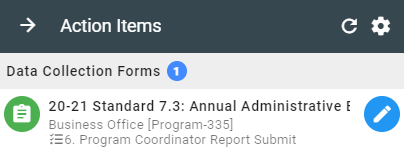 Action Items
Data Collection Forms 1
20-21 Standard 7.3: Annual Administrative
Business Office [Program-335]
6. Program Coordinator Report Submit